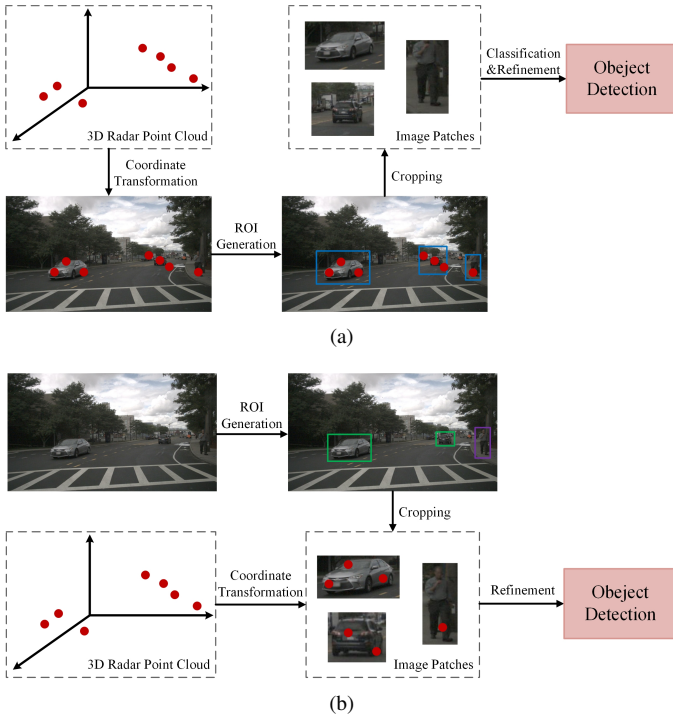 3D Radar Point Cloud
Coordinate
Transformation
ROI
Generation
Cropping
Image Patches
Classification
&Refinement
Obeject
Detection
(a)
ROI
Generation
Cropping
3D Radar Point Cloud
Coordinate
Transformation
Image Patches
Refinement
Obeject
Detection
(b)